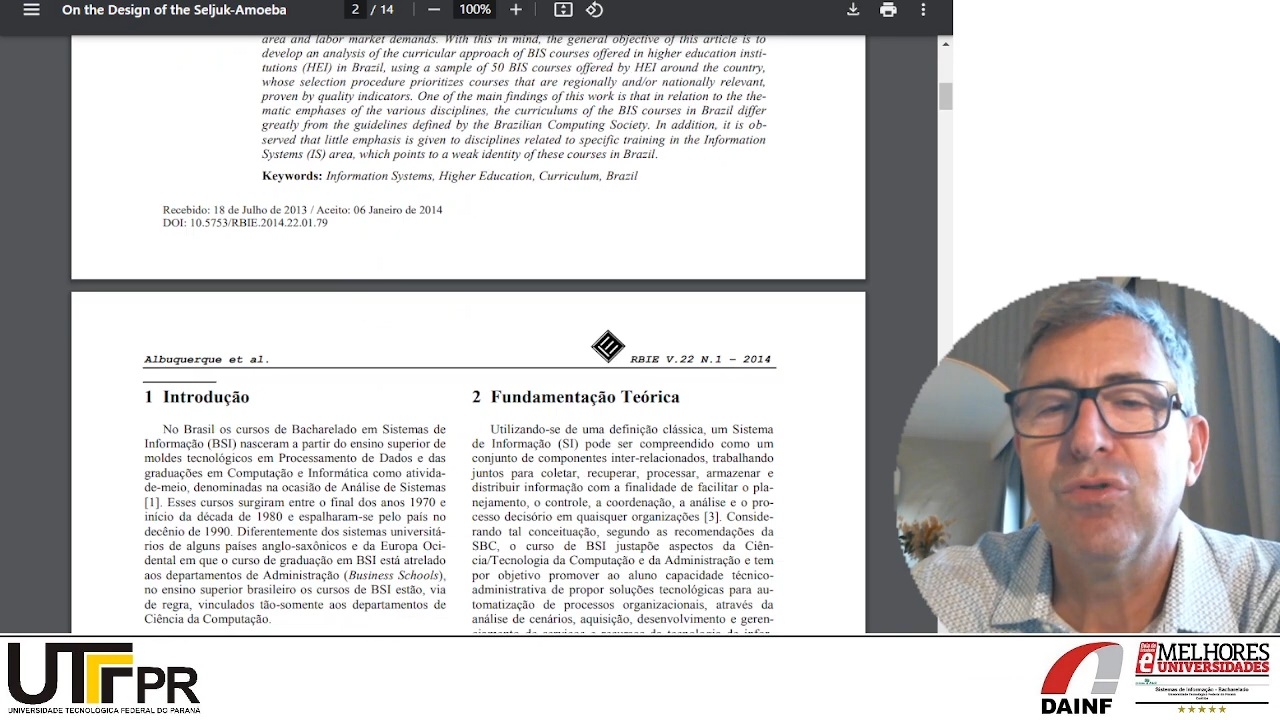 On the Design of the Seljuk-Amoeba
2 / 14
100%
area and labor market demands. With this in mind, the general objective of this article is to
develop an analysis of the curricular approach of BIS courses offered in higher education insti-
tutions (HEI) in Brazil, using a sample of 50 BIS courses offered by HEI around the country,
whose selection procedure prioritizes courses that are regionally and/or nationally relevant,
proven by quality indicators. One of the main findings of this work is that in relation to the the-
matic emphases of the various disciplines, the curriculums of the BIS courses in Brazil differ
greatly from the guidelines defined by the Brazilian Computing Society. In addition, it is ob-
served that little emphasis is given to disciplines related to specific training in the Information
Systems (IS) area, which points to a weak identity of these courses in Brazil.
Keywords: Information Systems, Higher Education, Curriculum, Brazil
Recebido: 18 de Julho de 2013 / Aceito: 06 Janeiro de 2014
DOI: 10.5753/RBIE.2014.22.01.79
Albuquerque et al.
RBIE V.22 N.1 – 2014
1 Introdução
No Brasil os cursos de Bacharelado em Sistemas de
Informação (BSI) nasceram a partir do ensino superior de
moldes tecnológicos em Processamento de Dados e das
graduações em Computação e Informática como ativida-
de-meio, denominadas na ocasião de Análise de Sistemas
[1]. Esses cursos surgiram entre o final dos anos 1970 e
início da década de 1980 e espalharam-se pelo país no
decênio de 1990. Diferentemente dos sistemas universitá-
rios de alguns países anglo-saxônicos e da Europa Oci-
dental em que o curso de graduação em BSI está atrelado
aos departamentos de Administração (Business Schools),
no ensino superior brasileiro os cursos de BSI estão, via
de regra, vinculados tão-somente aos departamentos de
Ciência da Computação.
2 Fundamentação Teórica
Utilizando-se de uma definição clássica, um Sistema
de Informação (SI) pode ser compreendido como um
conjunto de componentes inter-relacionados, trabalhando
juntos para coletar, recuperar, processar, armazenar e
distribuir informação com a finalidade de facilitar o pla-
nejamento, o controle, a coordenação, a análise e o pro-
cesso decisório em quaisquer organizações [3]. Conside-
rando tal conceituação, segundo as recomendações da
SBC, o curso de BSI justapõe aspectos da Ciên-
cia/Tecnologia da Computação e da Administração e tem
por objetivo promover ao aluno capacidade técnico-
administrativa de propor soluções tecnológicas para au-
tomatização de processos organizacionais, através da
análise de cenários, aquisição, desenvolvimento e geren-
UTFPR
UNIVERSIDADE TECNOLÓGICA FEDERAL DO PARANÁ
DAINF
MELHORES
UNIVERSIDADES
Sistemas de Informação - Bacharelado
Universidade Tecnológica Federal do Paraná
Curitiba